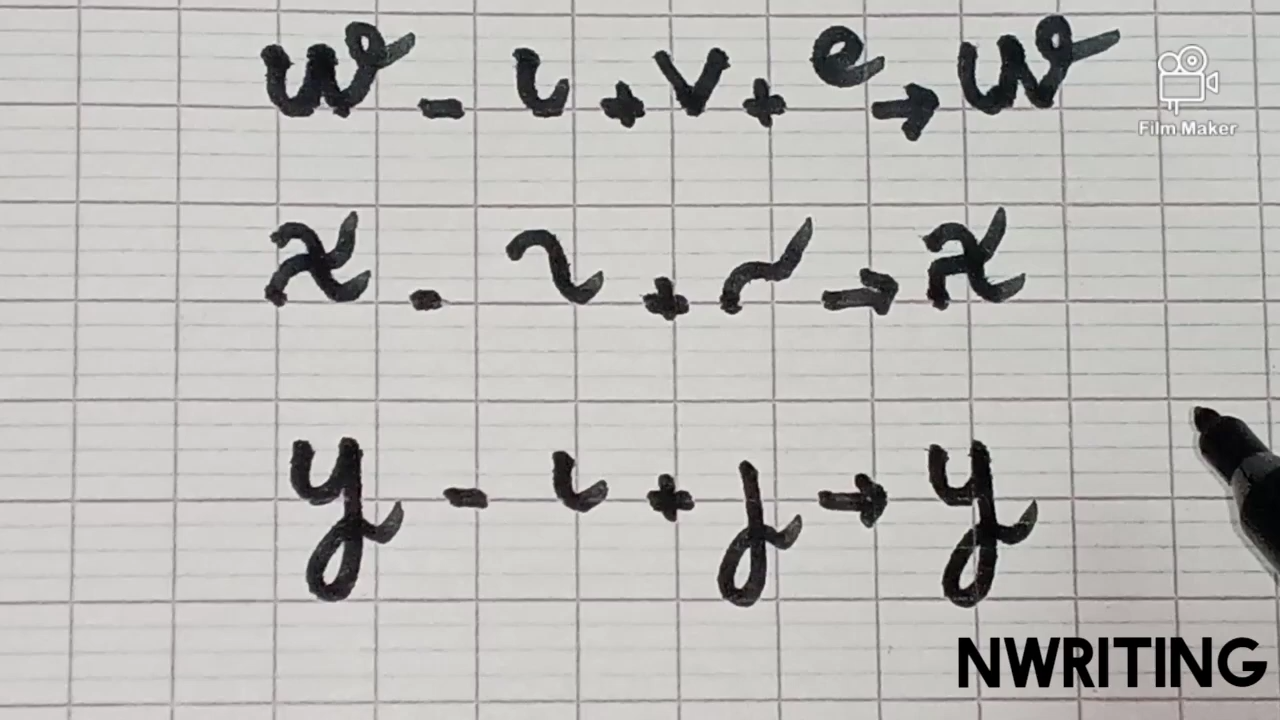 w - ι + v + e → w
Film Maker
x - ɿ + ~ → x
y - ι + j → y
NWRITING